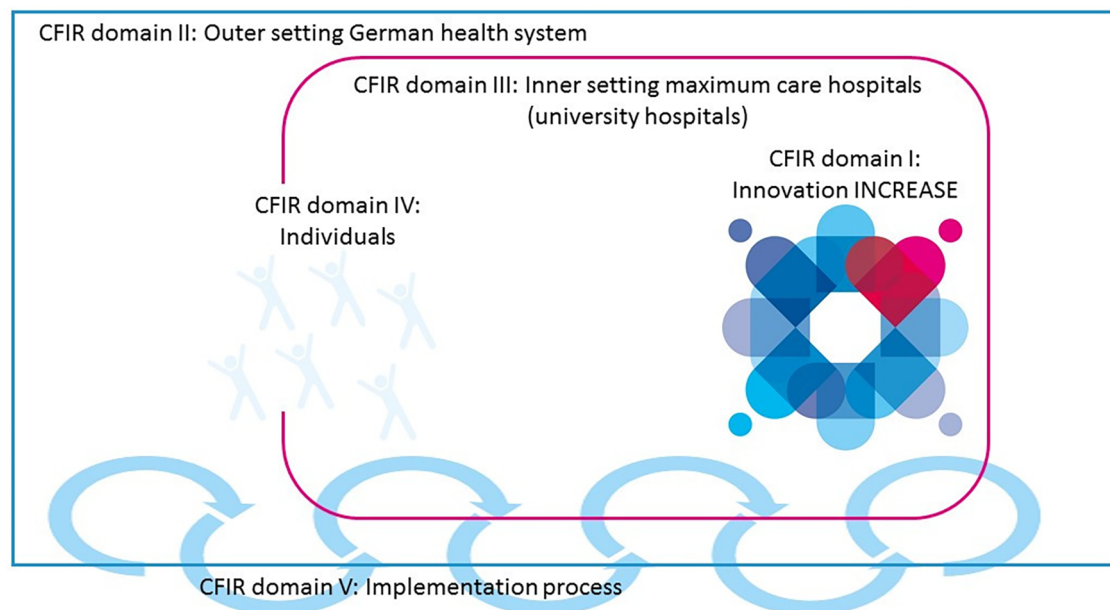 CFIR domain II: Outer setting German health system
CFIR domain III: Inner setting maximum care hospitals
(university hospitals)
CFIR domain I:
Innovation INCREASE
CFIR domain IV:
Individuals
CFIR domain V: Implementation process